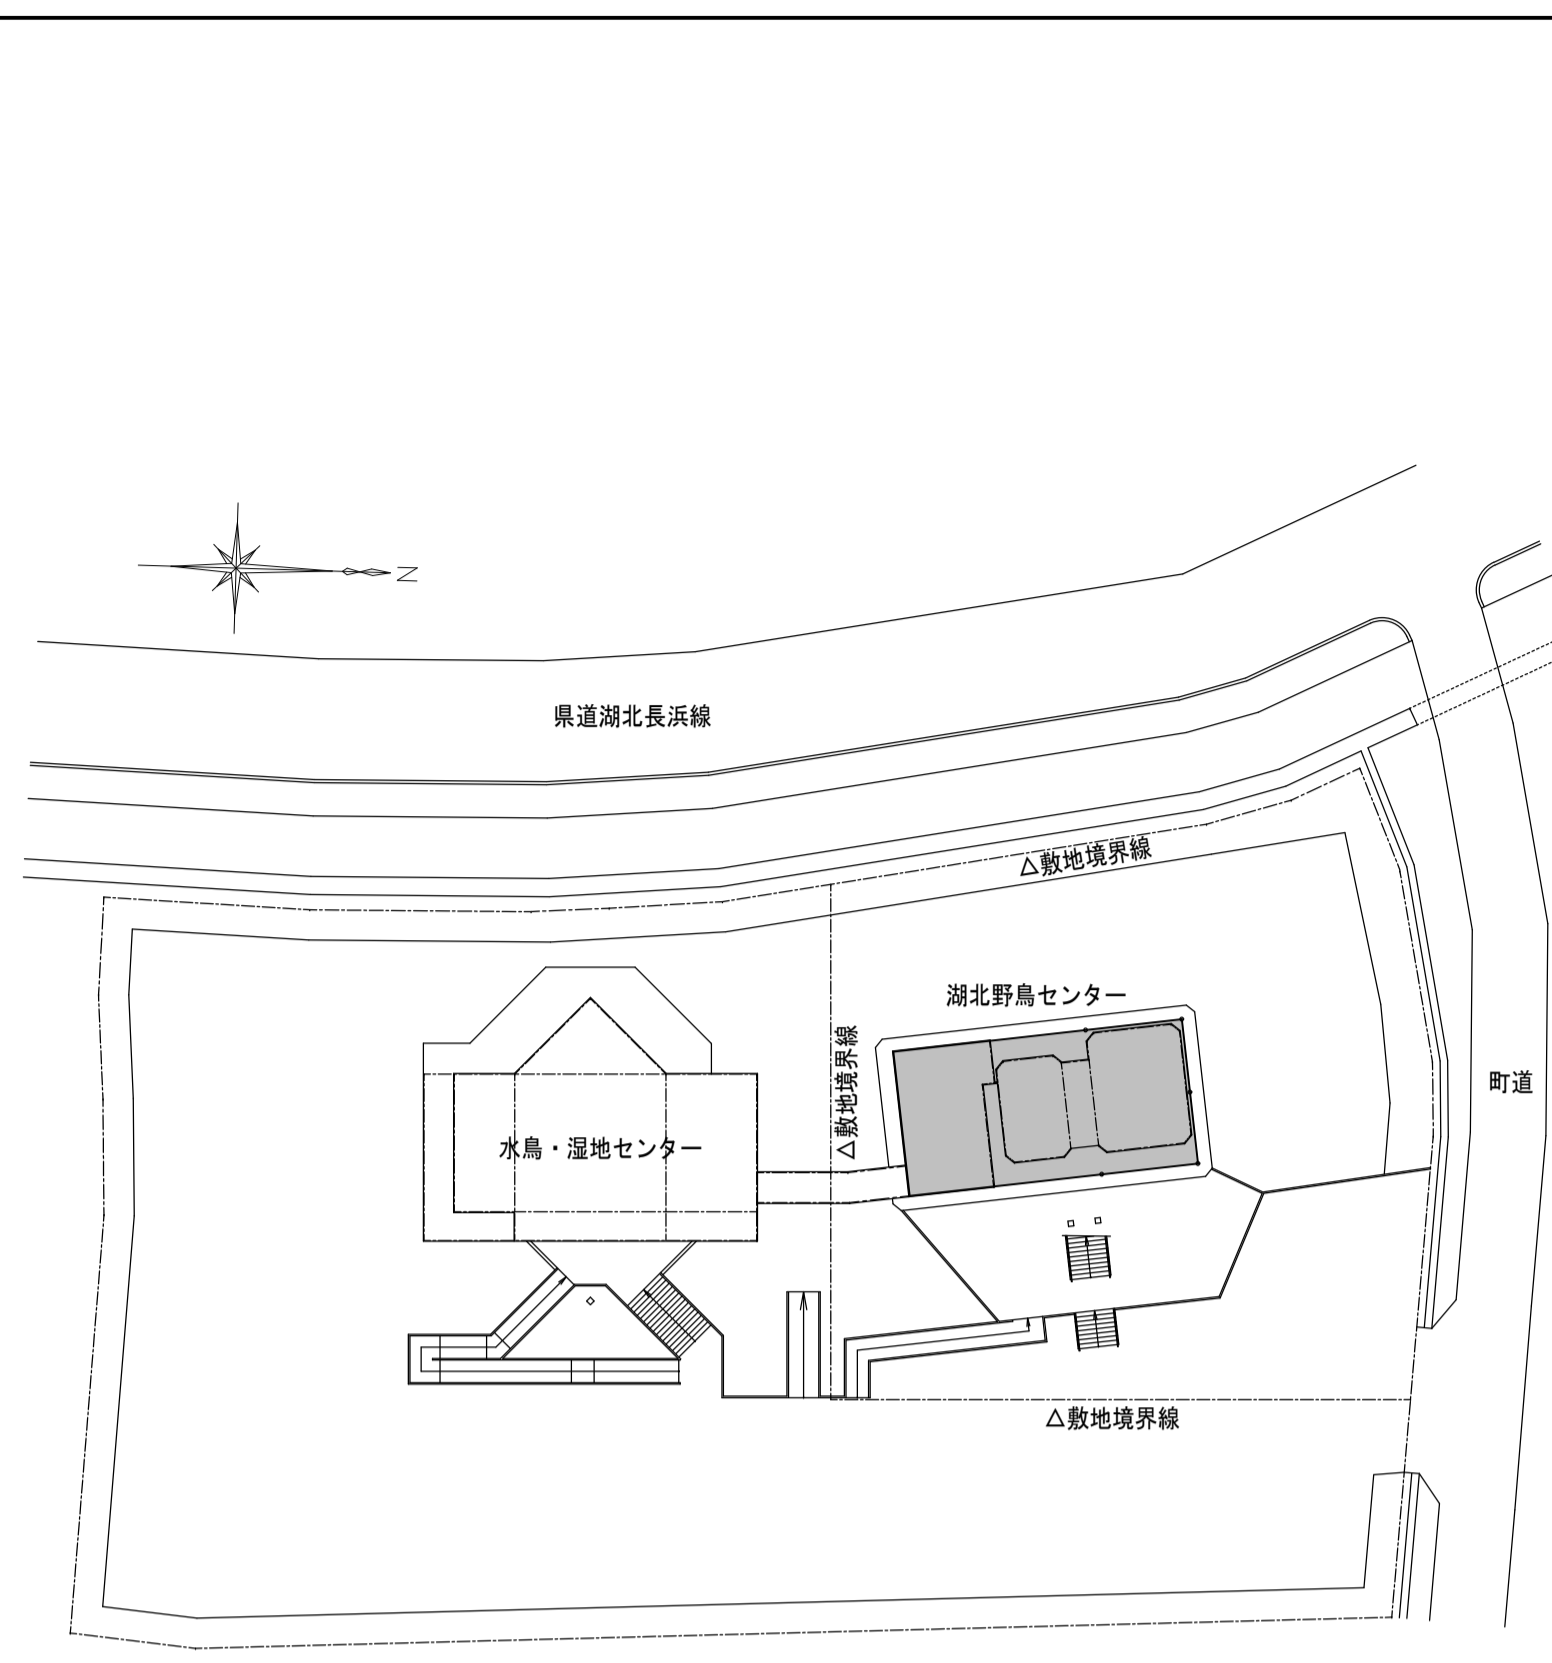 N
県道湖北長浜線
△敷地境界線
湖北野鳥センター
△敷地境界線
町道
水鳥・湿地センター
△敷地境界線